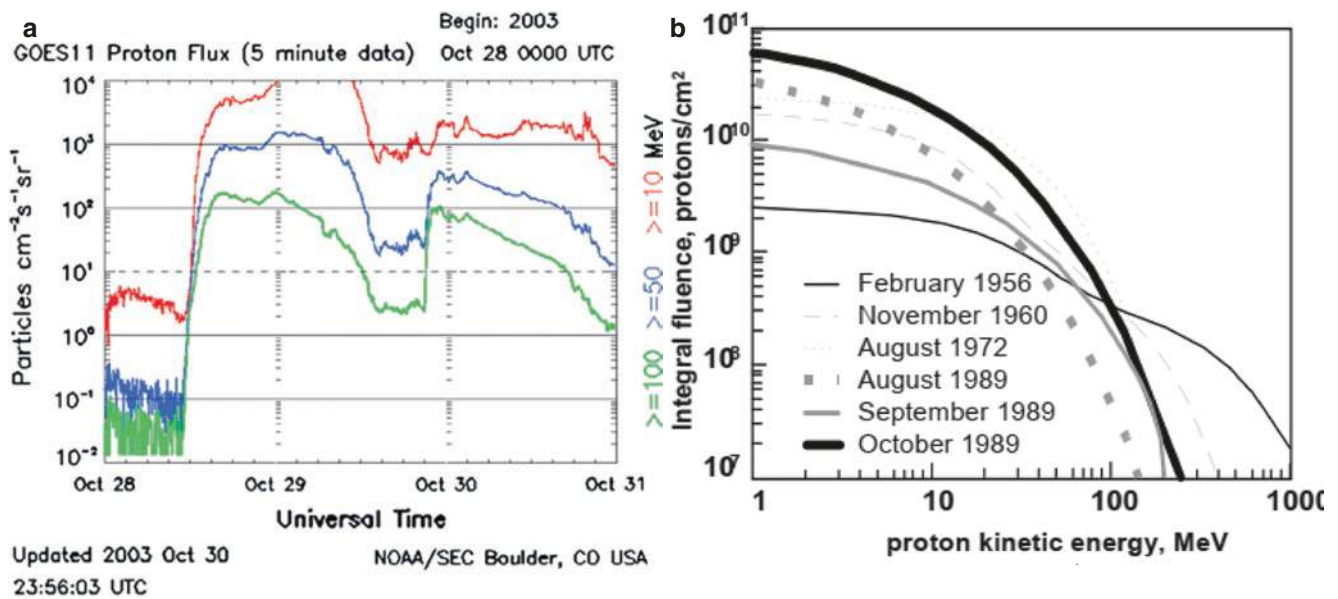 a
Begin: 2003
GOES11 Proton Flux (5 minute data) Oct 28 0000 UTC
10⁴
10³
10²
10¹
10⁰
10⁻¹
10⁻²
Particles cm⁻²s⁻¹sr⁻¹
>=10 MeV
>=50
>=100
Oct 28
Oct 29
Oct 30
Oct 31
Universal Time
Updated 2003 Oct 30
NOAA/SEC Boulder, CO USA
23:56:03 UTC
b
10¹¹
10¹⁰
10⁹
10⁸
10⁷
Integral fluence, protons/cm²
February 1956
November 1960
August 1972
August 1989
September 1989
October 1989
1
10
100
1000
proton kinetic energy, MeV